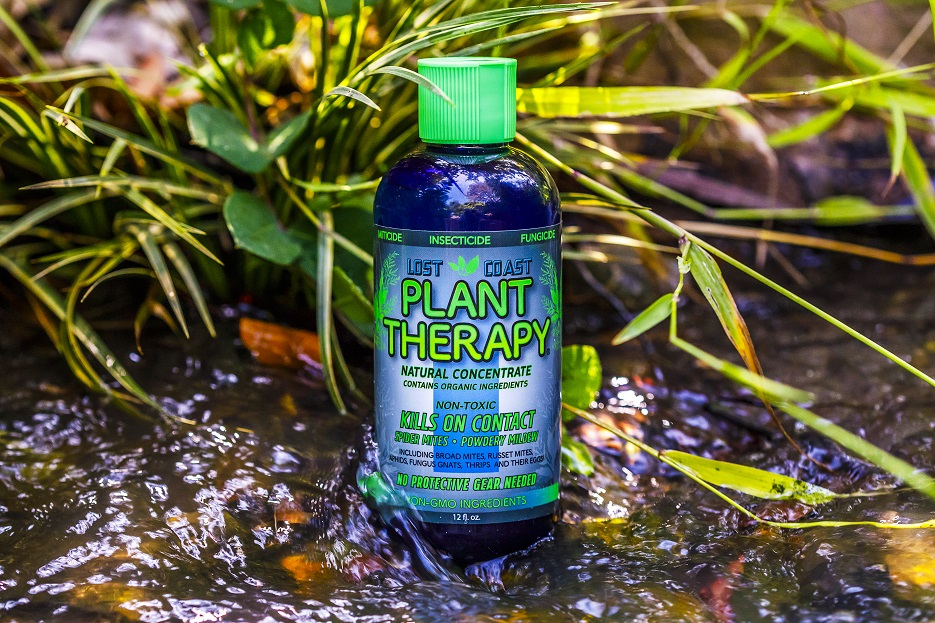 MITICIDE INSECTICIDE FUNGICIDE
LOST COAST
PLANT
THERAPY®
NATURAL CONCENTRATE
CONTAINS ORGANIC INGREDIENTS
NON-TOXIC
KILLS ON CONTACT
SPIDER MITES • POWDERY MILDEW
INCLUDING BROAD MITES, RUSSET MITES,
APHIDS, FUNGUS GNATS, THRIPS, AND THEIR EGGS!
NO PROTECTIVE GEAR NEEDED
NON-GMO INGREDIENTS
12 fl. oz.